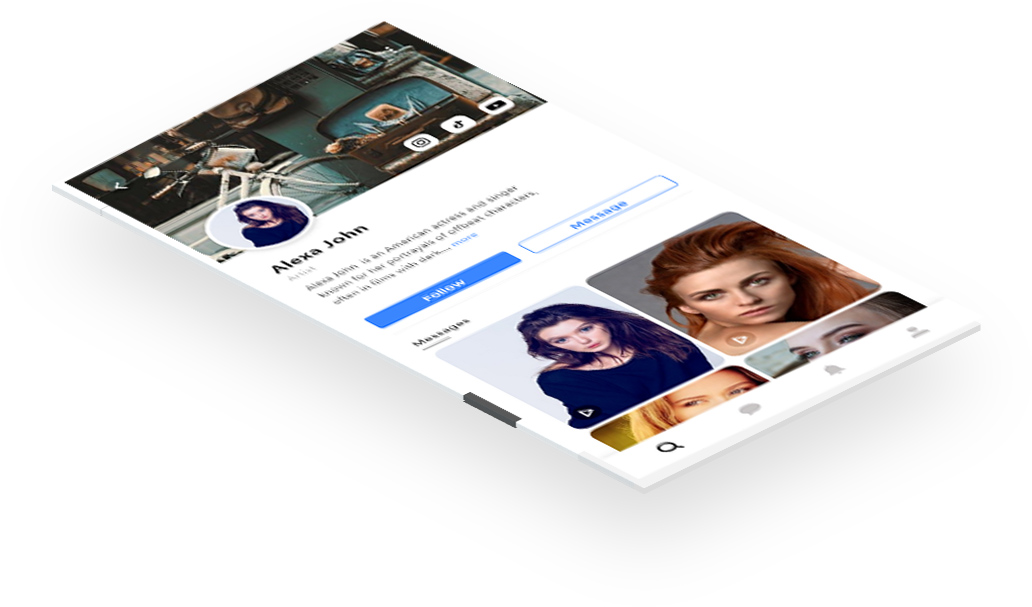 Alexa John
Artist
Alexa John is an American actress and singer
known for her portrayals of offbeat characters,
often in films with dark... more
Follow
Message
Messages